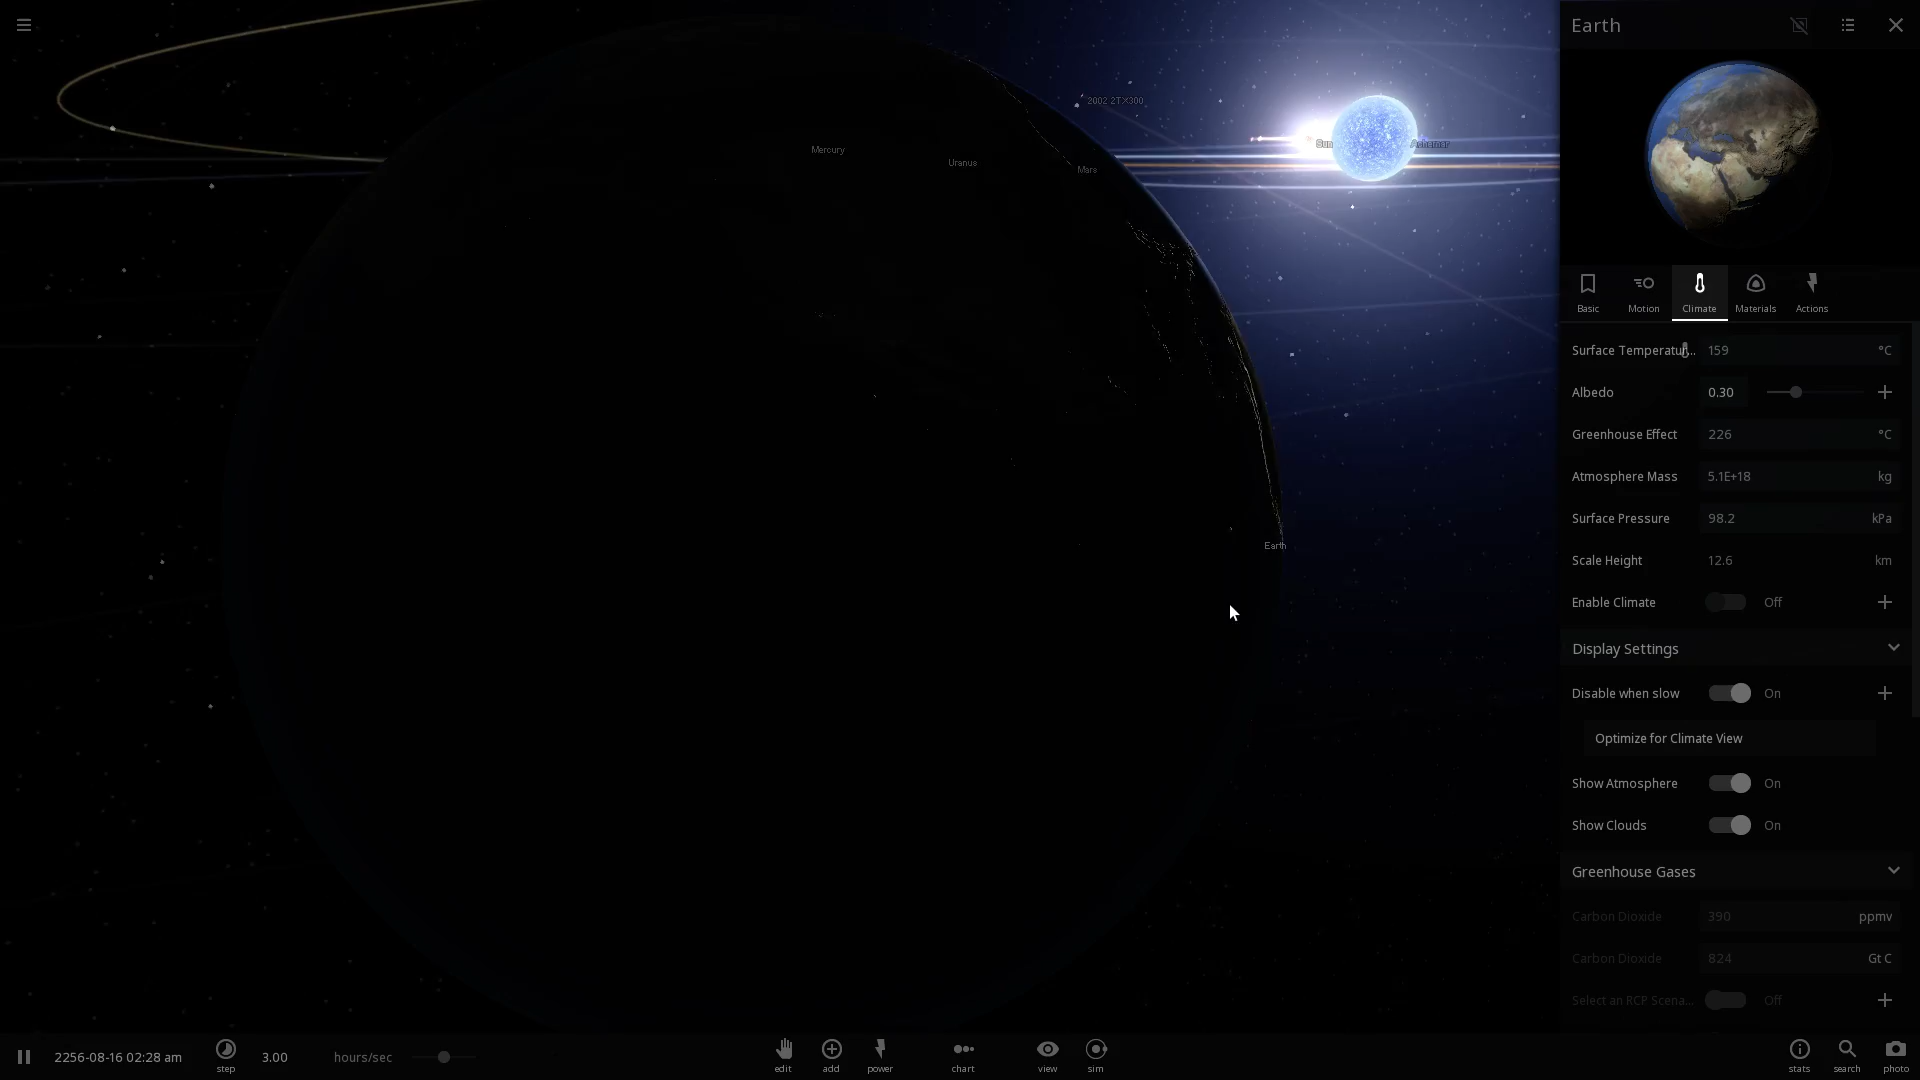 Earth
2002 TX300
Mercury
Uranus
Mars
Sun
Achernar
Earth
Basic
Motion
Climate
Materials
Actions
Surface Temperatur... 159 °C
Albedo 0.30
Greenhouse Effect 226 °C
Atmosphere Mass 5.1E+18 kg
Surface Pressure 98.2 kPa
Scale Height 12.6 km
Enable Climate Off
Display Settings
Disable when slow On
Optimize for Climate View
Show Atmosphere On
Show Clouds On
Greenhouse Gases
Carbon Dioxide 390 ppmv
Carbon Dioxide 824 Gt C
Select an RCP Scena... Off
2256-08-16 02:28 am
step
3.00 hours/sec
edit
add
power
chart
view
sim
stats
search
photo